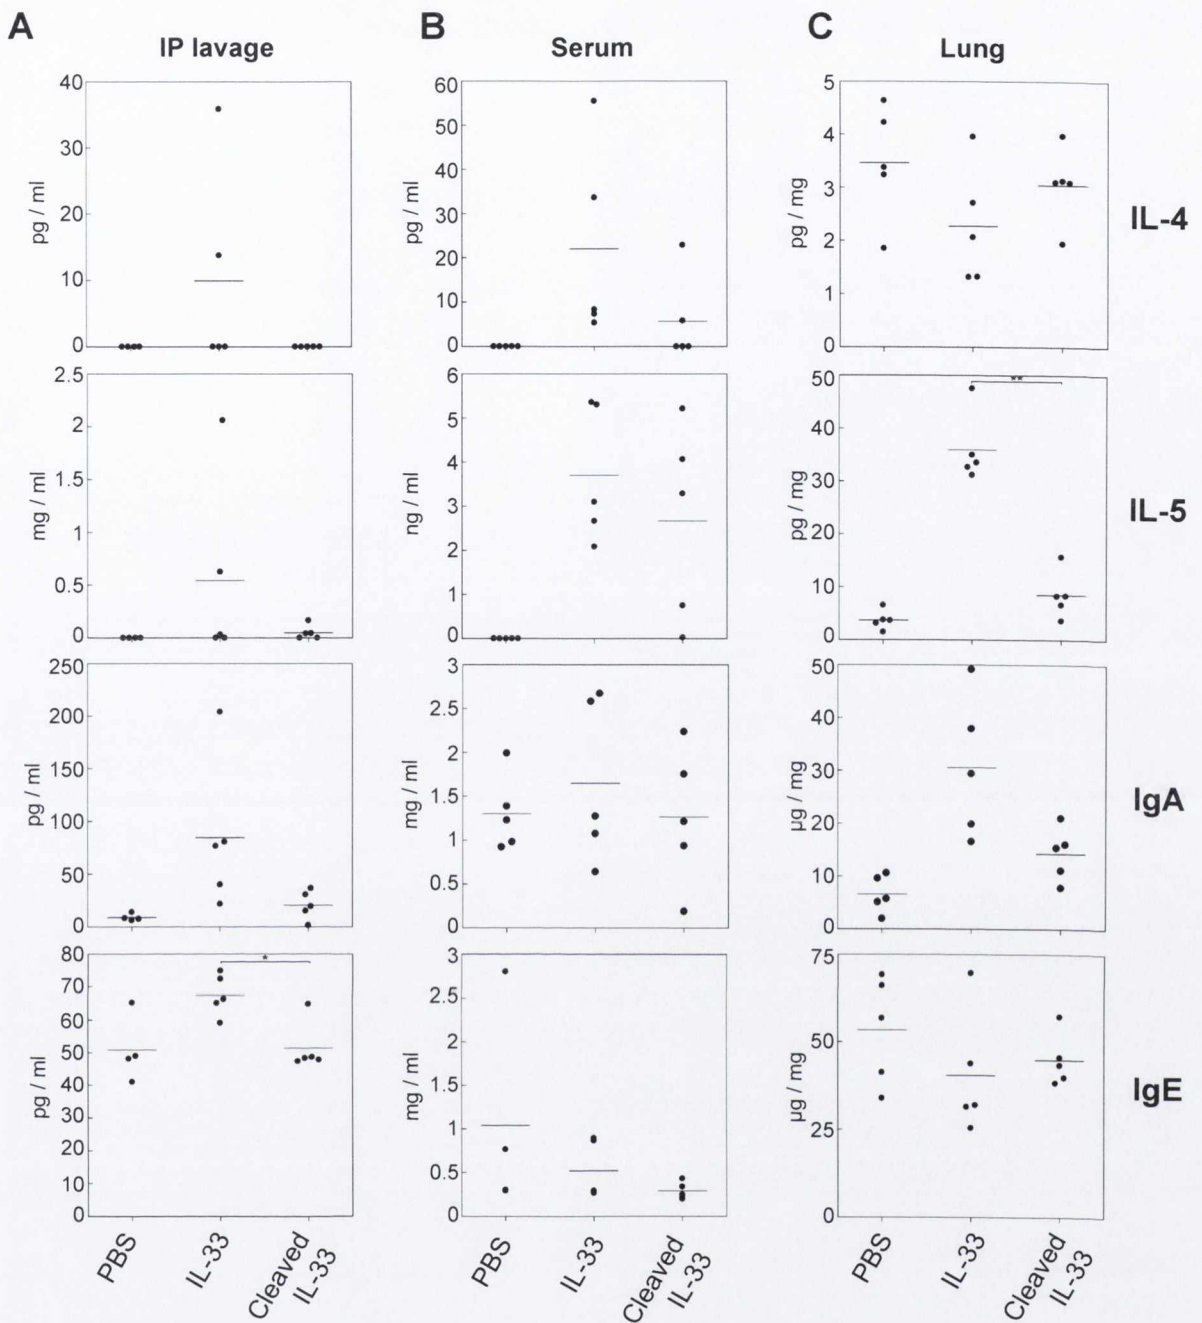 A
B
C
IP lavage
Serum
Lung
40
30
20
10
0
pg / ml
60
50
40
30
20
10
0
pg / ml
5
4
3
2
1
0
pg / mg
IL-4
2.5
2
1.5
1
0.5
0
mg / ml
6
5
4
3
2
1
0
ng / ml
50
40
30
20
10
0
pg / mg
**
IL-5
250
200
150
100
50
0
pg / ml
3
2.5
2
1.5
1
0.5
0
mg / ml
50
40
30
20
10
0
µg / mg
IgA
80
70
60
50
40
30
20
10
0
pg / ml
*
3
2.5
2
1.5
1
0.5
0
mg / ml
75
50
25
0
µg / mg
IgE
PBS
IL-33
Cleaved
IL-33
PBS
IL-33
Cleaved
IL-33
PBS
IL-33
Cleaved
IL-33